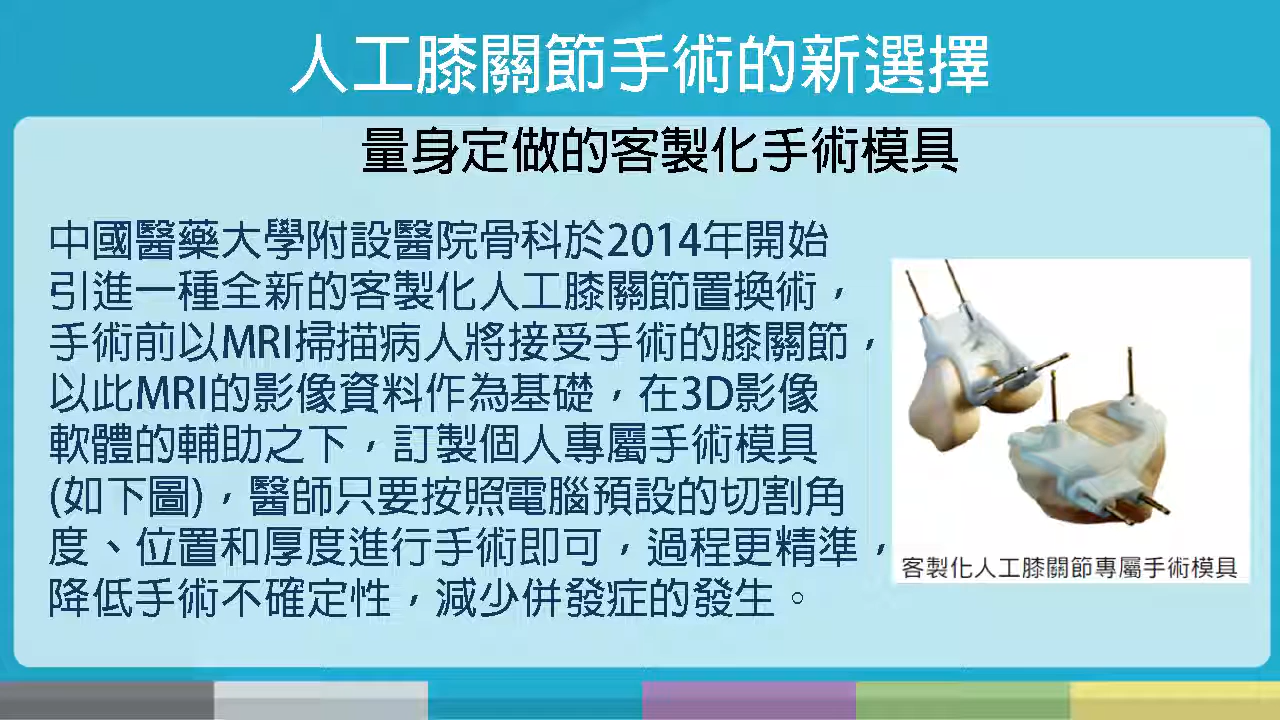 人工膝關節手術的新選擇
量身定做的客製化手術模具
中國醫藥大學附設醫院骨科於2014年開始
引進一種全新的客製化人工膝關節置換術，
手術前以MRI掃描病人將接受手術的膝關節，
以此MRI的影像資料作為基礎，在3D影像
軟體的輔助之下，訂製個人專屬手術模具
(如下圖)，醫師只要按照電腦預設的切割角
度、位置和厚度進行手術即可，過程更精準，
降低手術不確定性，減少併發症的發生。
客製化人工膝關節專屬手術模具